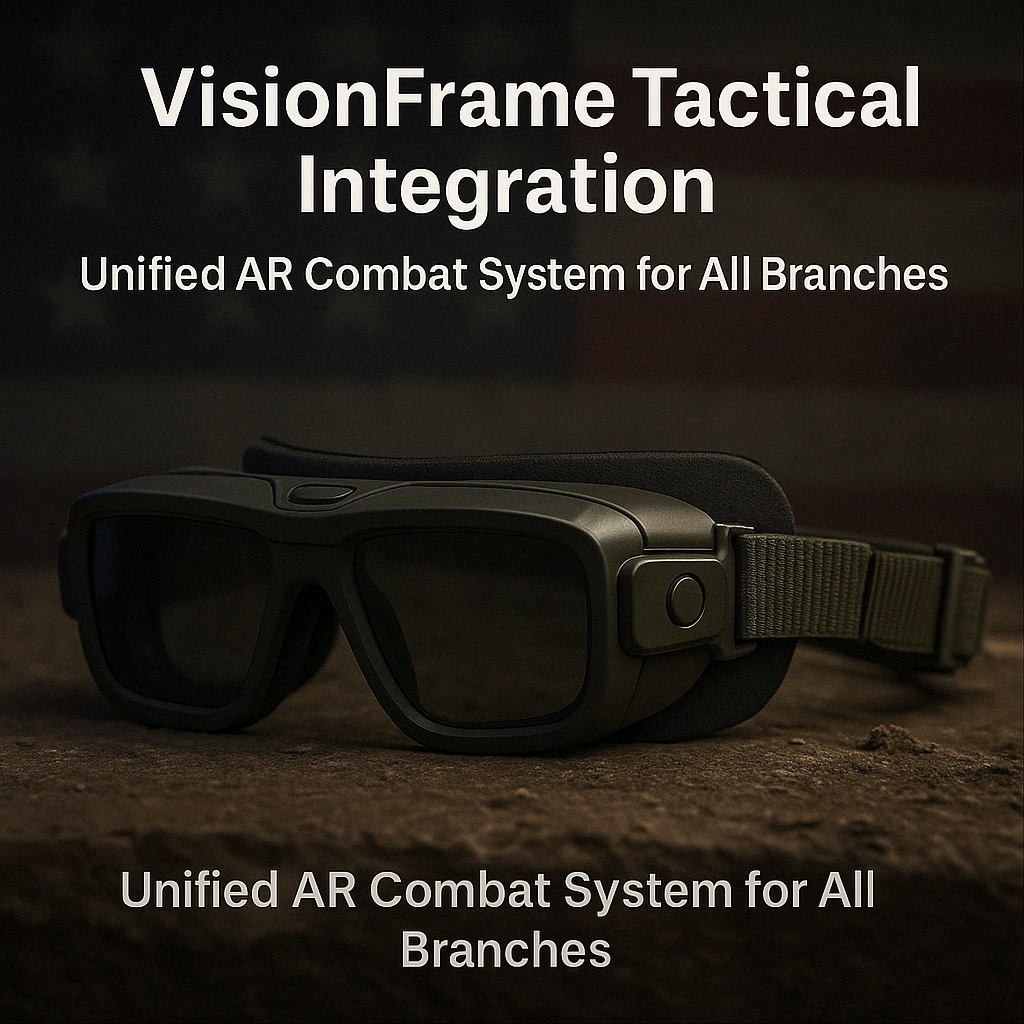 VisionFrame Tactical
Integration
Unified AR Combat System for All Branches
Unified AR Combat System for All
Branches